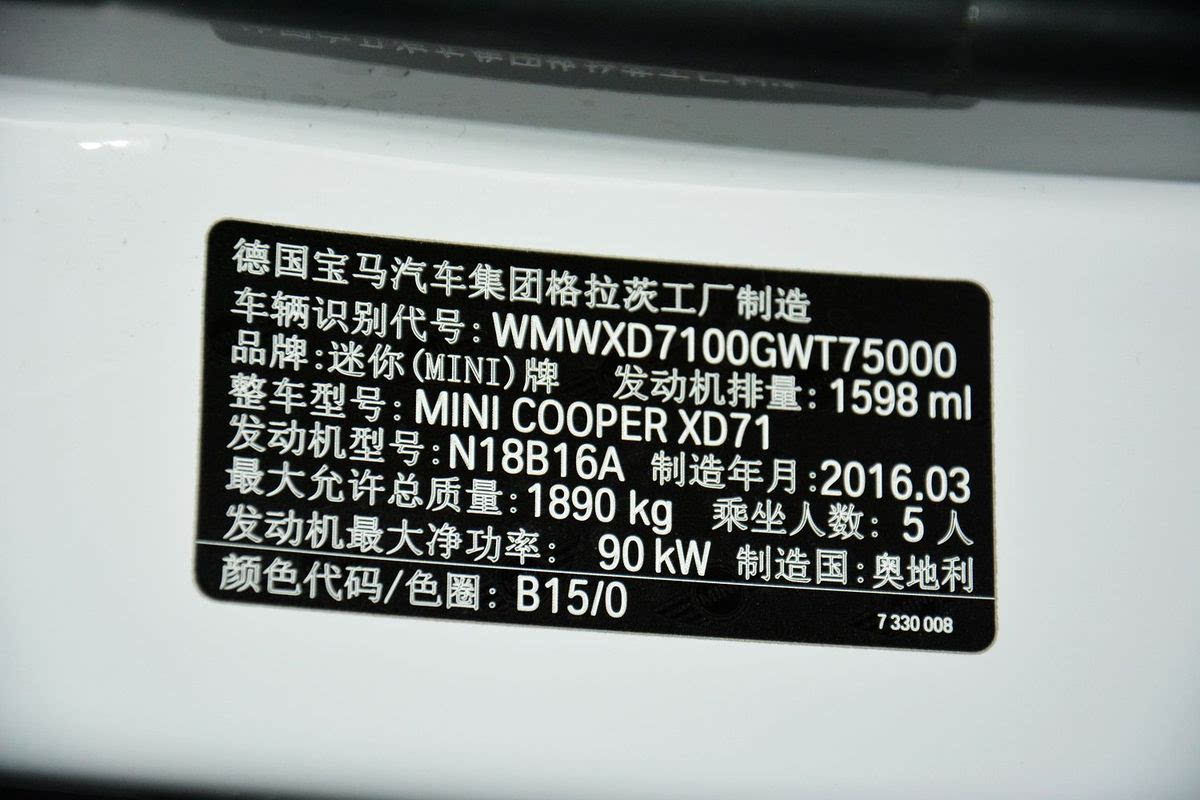 德国宝马汽车集团格拉茨工厂制造
车辆识别代号: WMWXD7100GWT75000
品牌:迷你(MINI)牌 发动机排量: 1598 ml
整车型号: MINI COOPER XD71
发动机型号: N18B16A 制造年月:2016.03
最大允许总质量: 1890 kg 乘坐人数: 5 人
发动机最大净功率: 90 kW 制造国:奥地利
颜色代码/色圈: B15/0
7 330 008